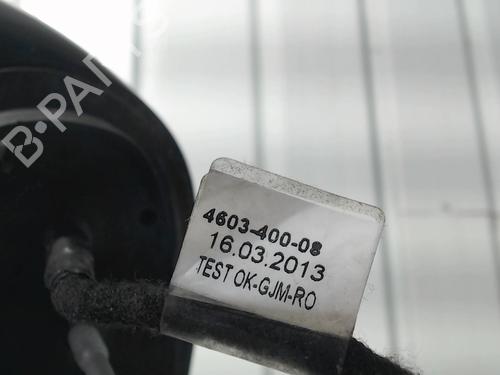 B-PARTS
4603-400-08
16.03.2013
TEST OK-GJM-RO